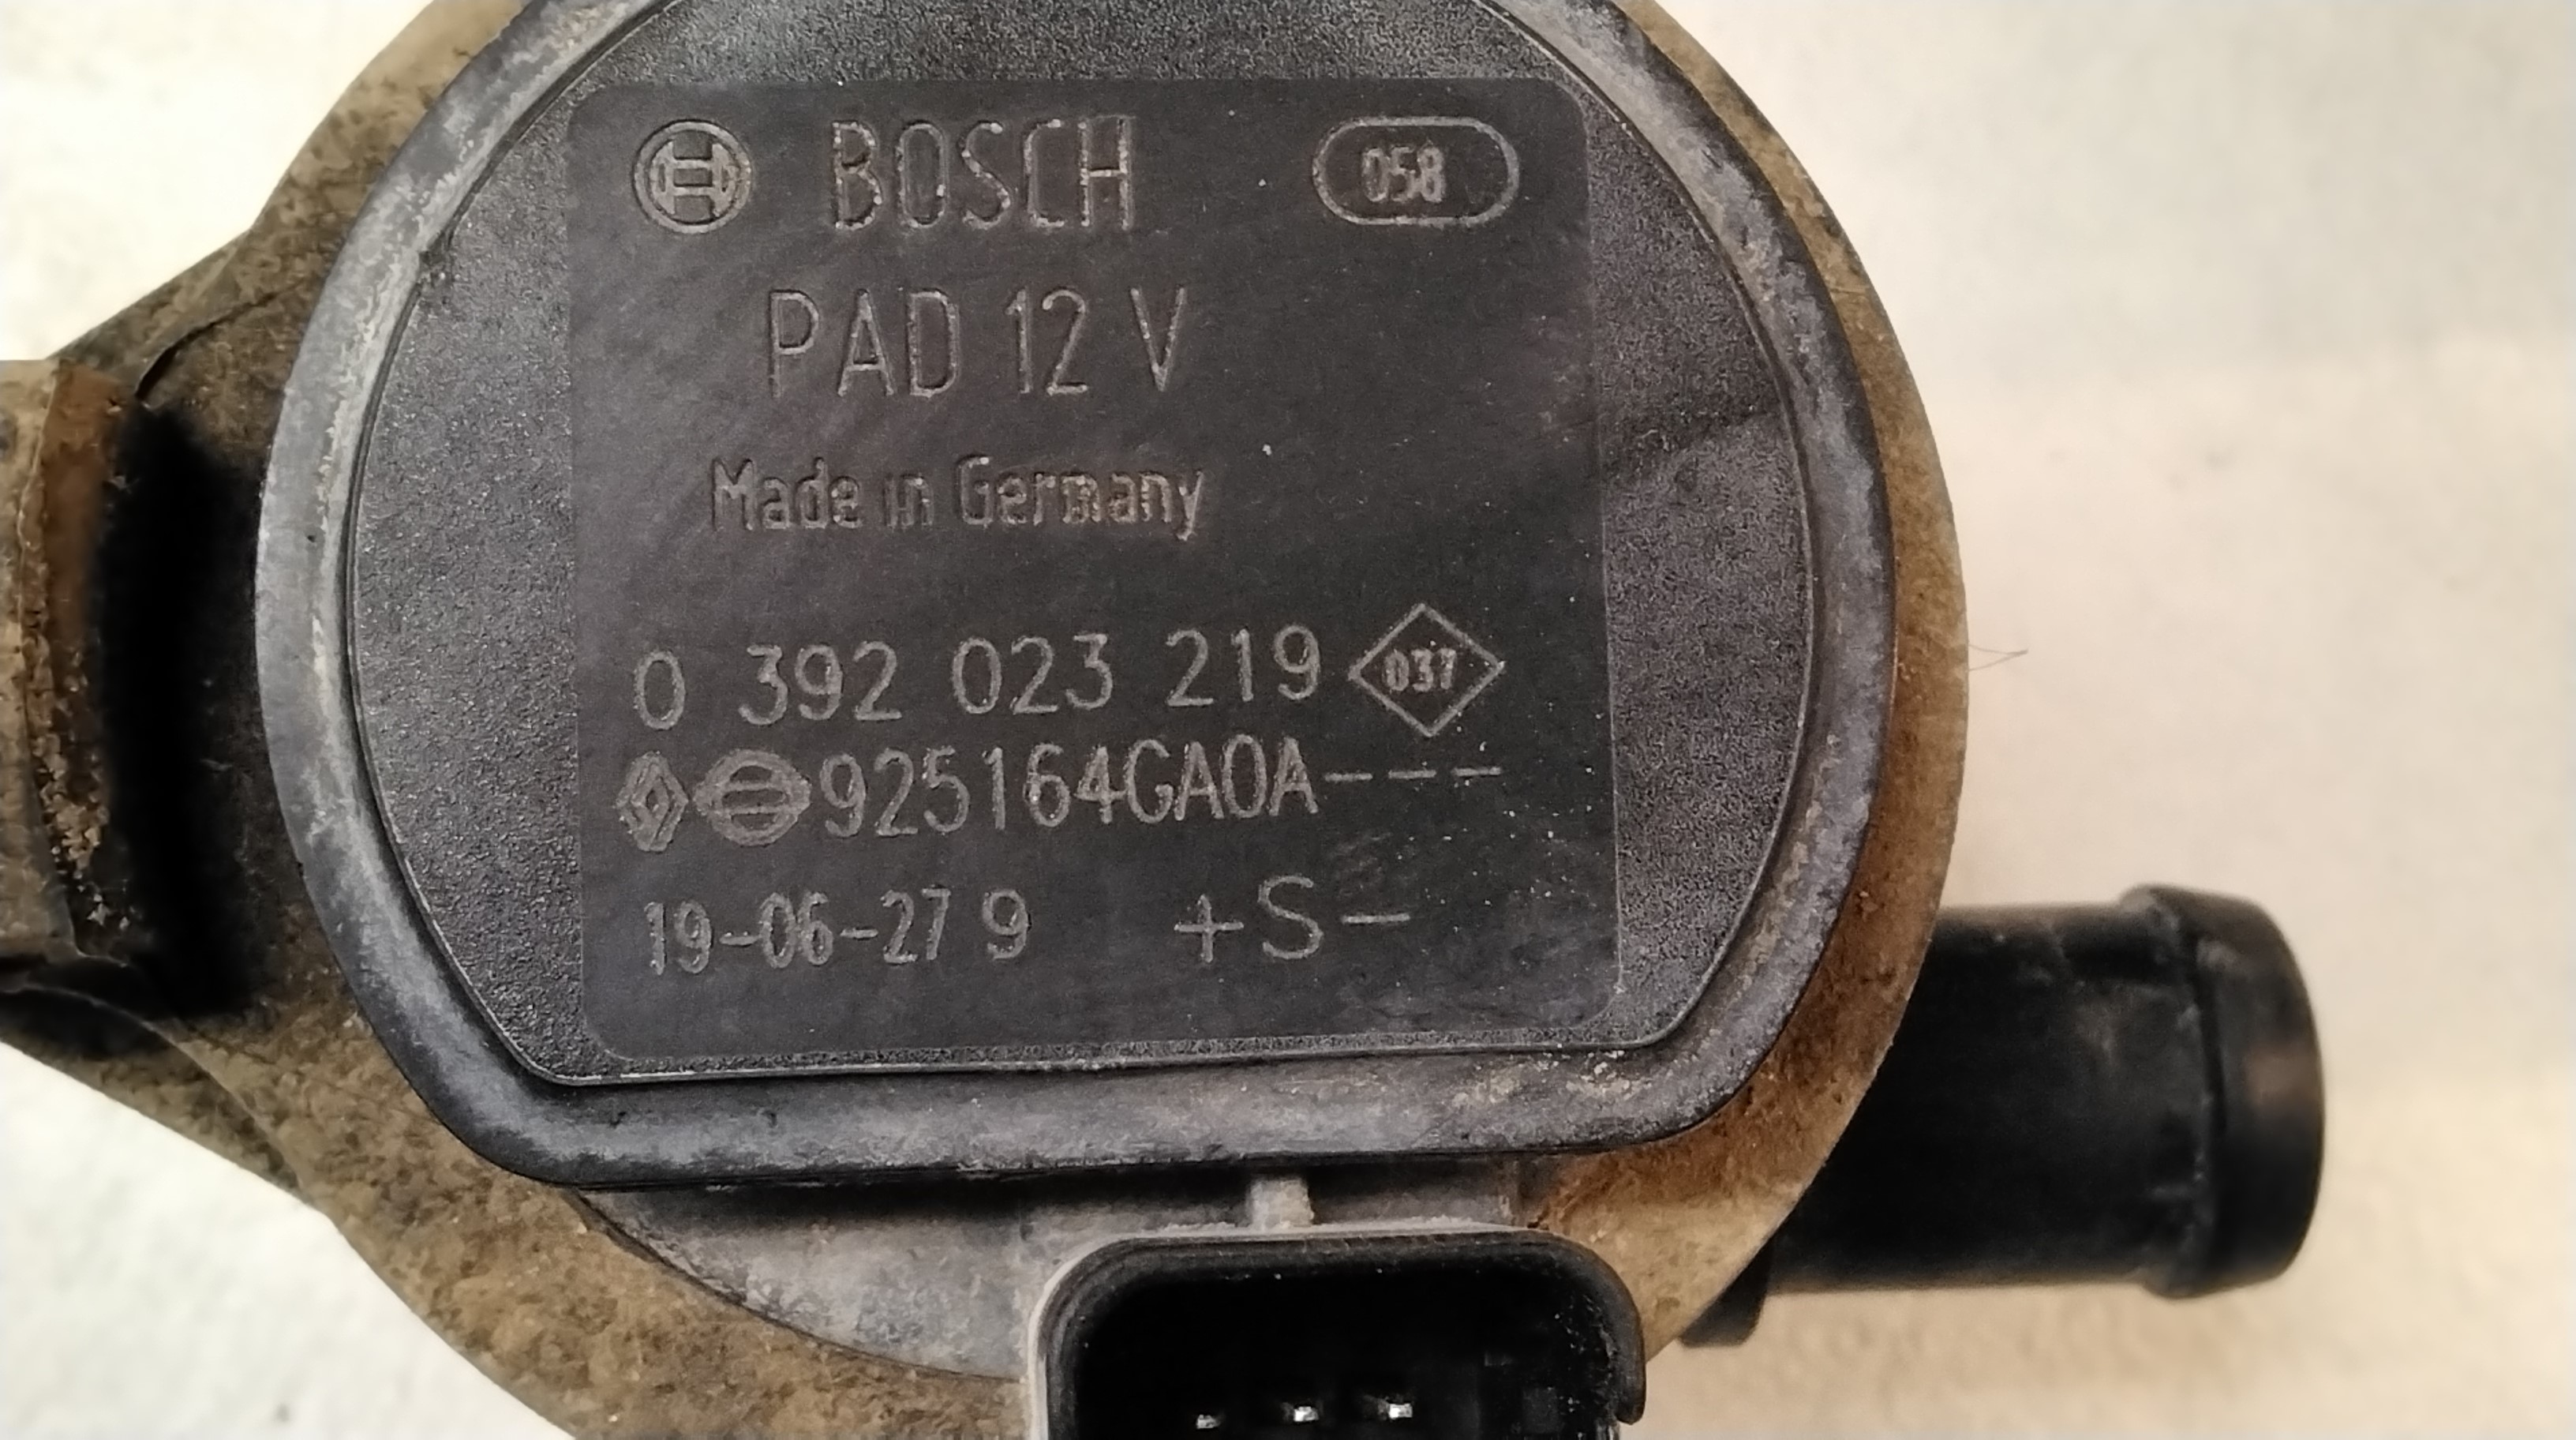 BOSCH 058
PAD 12 V
Made in Germany
0 392 023 219 037
925164GA0A---
19-06-27 9 +S-